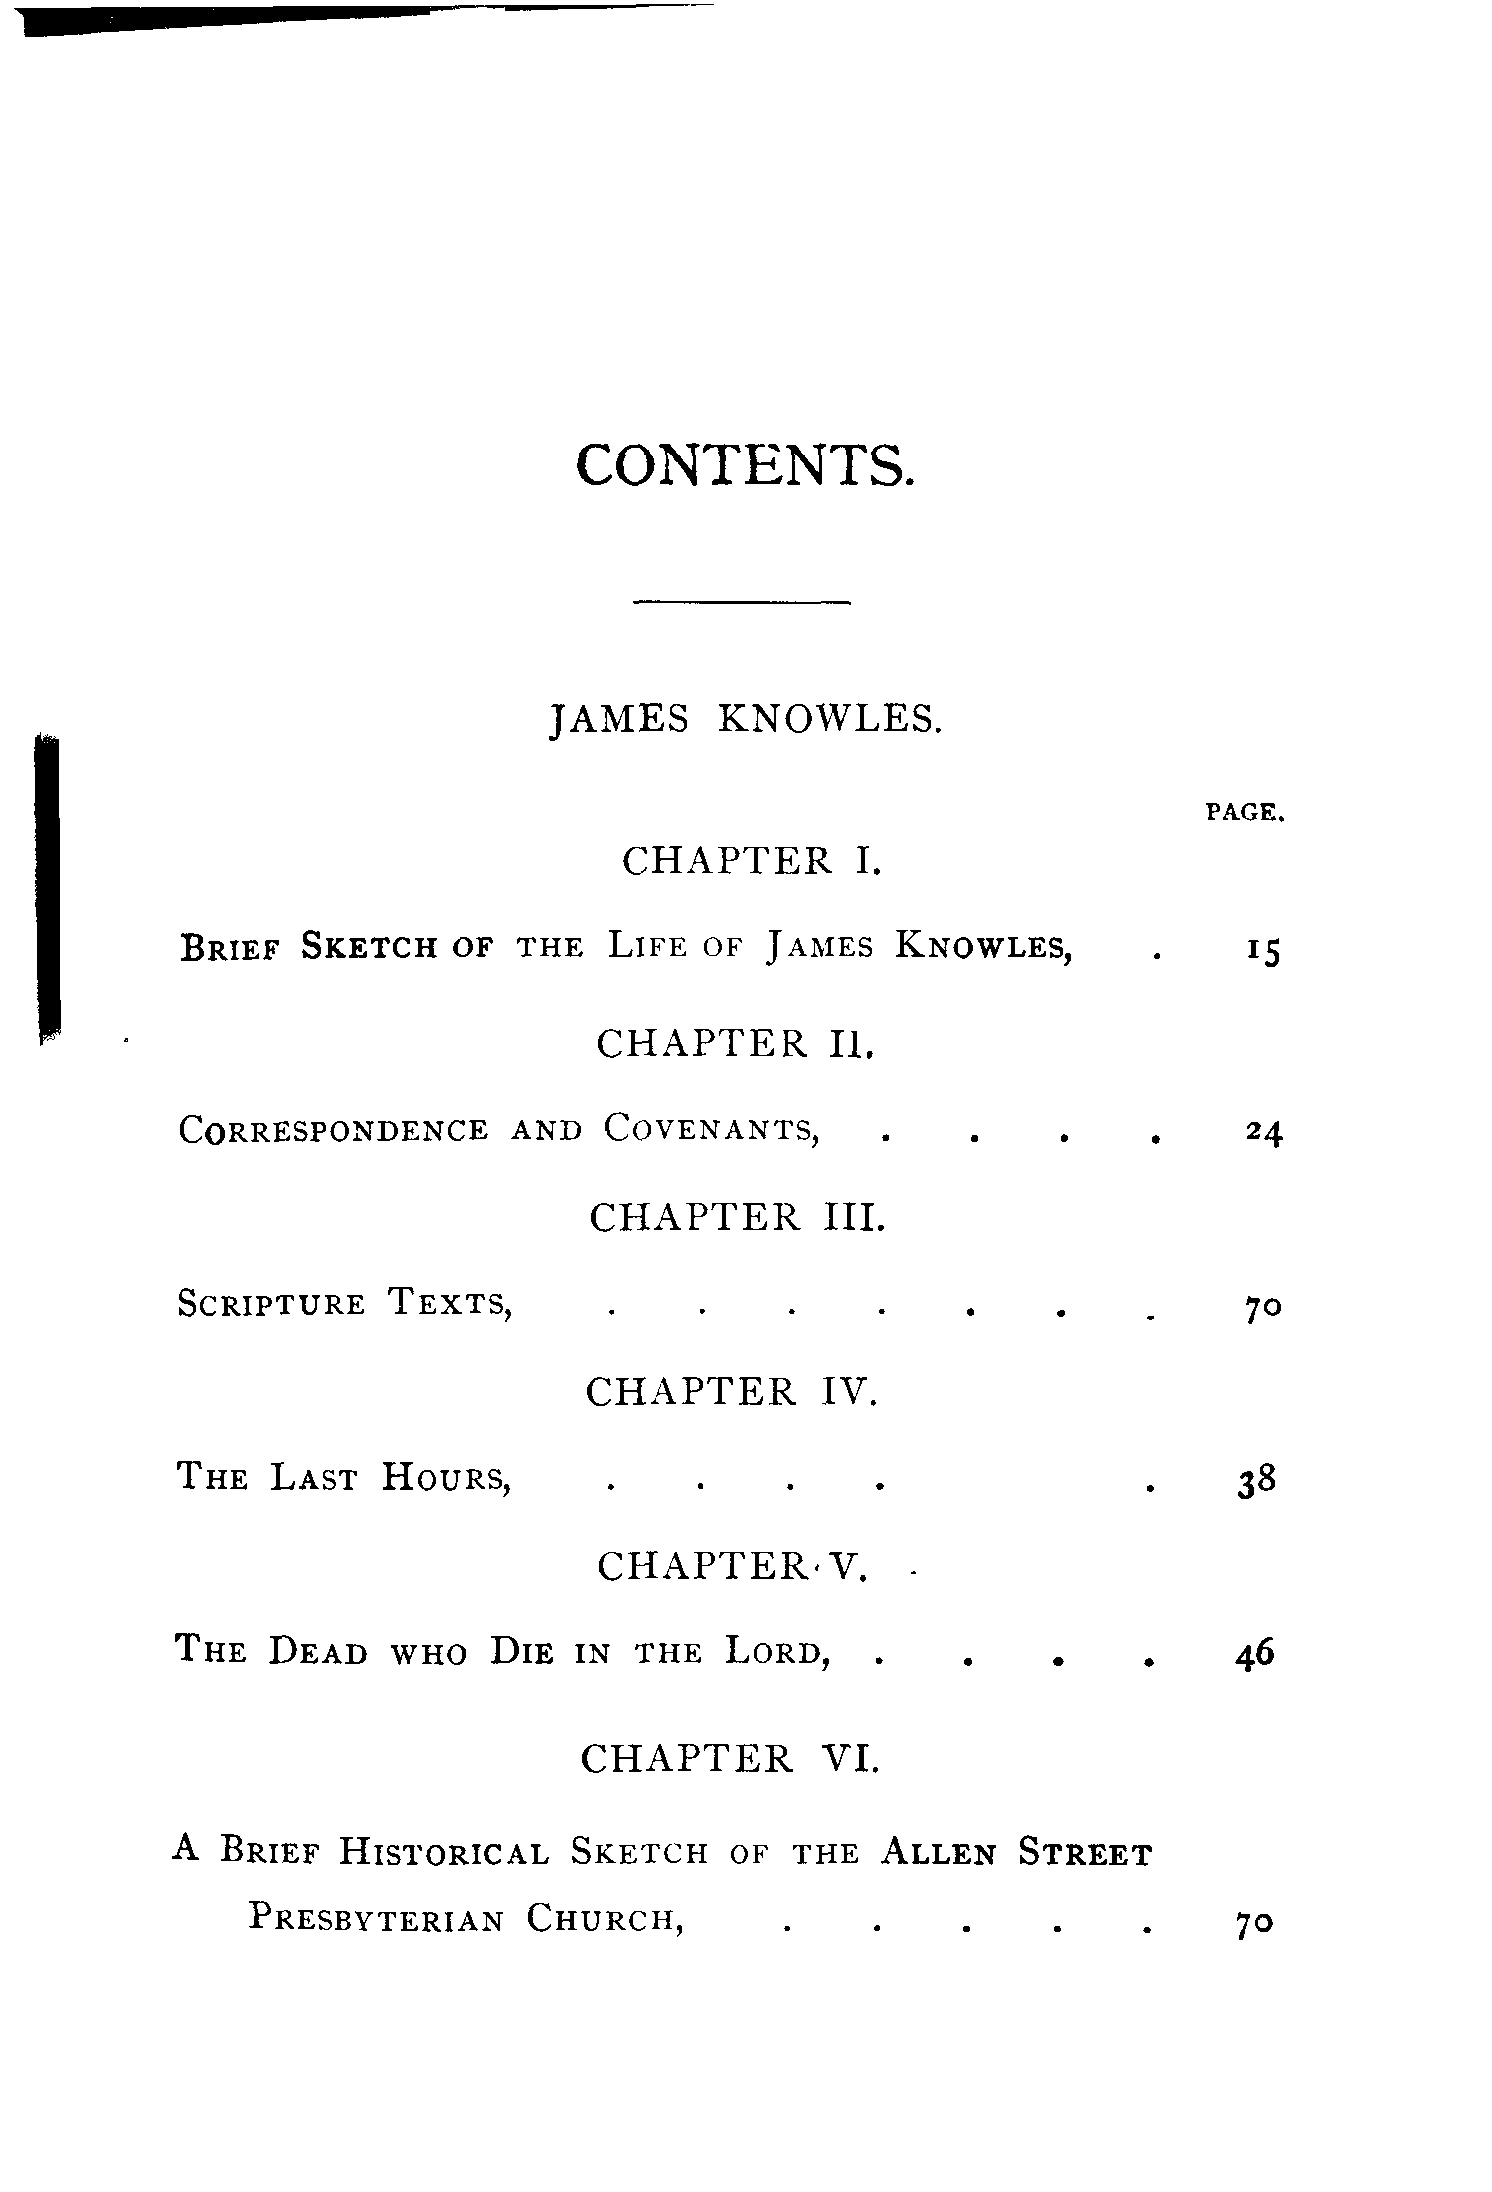 CONTENTS.
JAMES KNOWLES.
PAGE.
CHAPTER I.
BRIEF SKETCH OF THE LIFE OF JAMES KNOWLES, . 15
CHAPTER II.
CORRESPONDENCE AND COVENANTS, . . . . 24
CHAPTER III.
SCRIPTURE TEXTS, . . . . . . . 70
CHAPTER IV.
THE LAST HOURS, . . . . . 38
CHAPTER V.
THE DEAD WHO DIE IN THE LORD, . . . . 46
CHAPTER VI.
A BRIEF HISTORICAL SKETCH OF THE ALLEN STREET
PRESBYTERIAN CHURCH, . . . . . 70